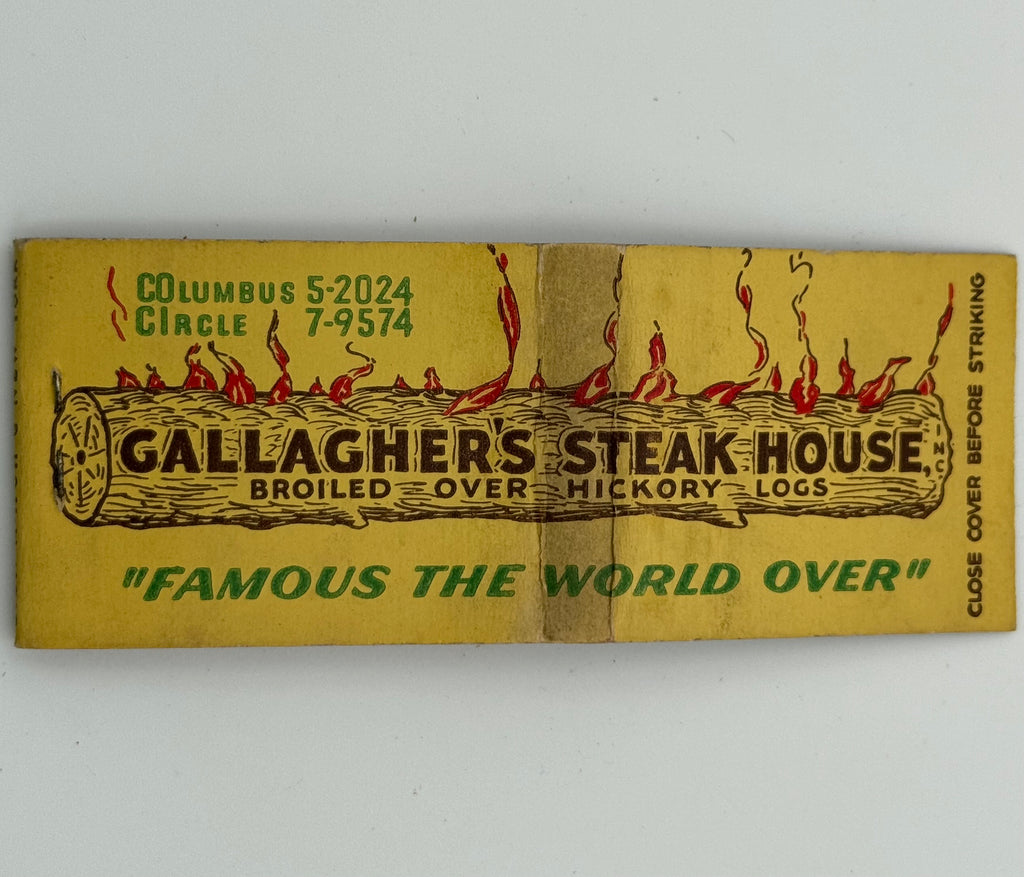 COLUMBUS 5-2024
CIRCLE 7-9574
GALLAGHER'S STEAK HOUSE, INC
BROILED OVER HICKORY LOGS
"FAMOUS THE WORLD OVER"
CLOSE COVER BEFORE STRIKING